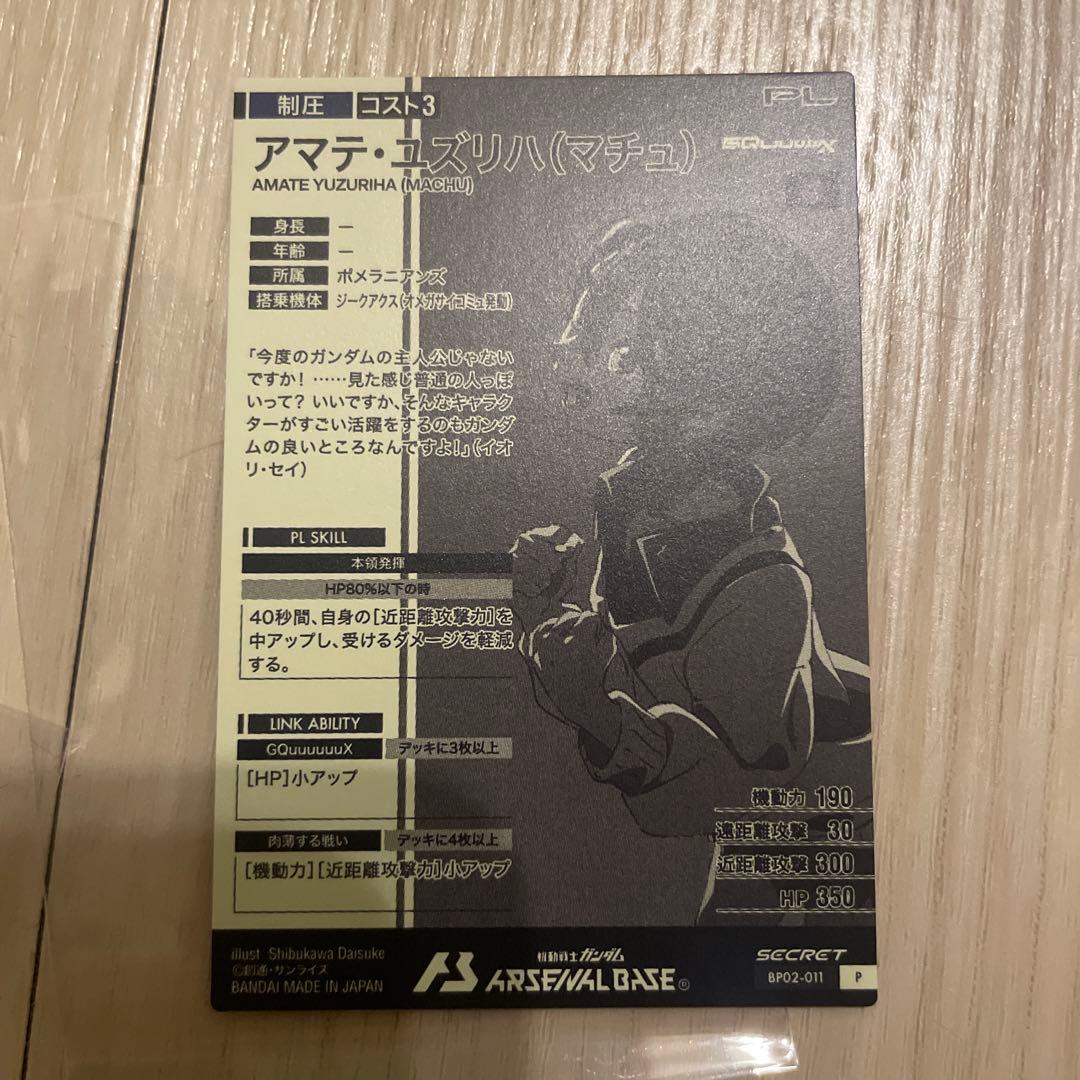 制圧 コスト3
PL
アマテ・ユズリハ(マチュ)
GQuuuuuuX
AMATE YUZURIHA (MACHU)
身長 ー
年齢 ー
所属 ポメラニアンズ
搭乗機体 ジークアクス(オメガサイコミュ発動)
「今度のガンダムの主人公じゃない
ですか! ……見た感じ普通の人っぽ
いって? いいですか、そんなキャラク
ターがすごい活躍をするのもガンダ
ムの良いところなんですよ!」(イオ
リ・セイ)
PL SKILL
本領発揮
HP80%以下の時
40秒間、自身の[近距離攻撃力]を
中アップし、受けるダメージを軽減
する。
LINK ABILITY
GQuuuuuuX デッキに3枚以上
[HP]小アップ
肉薄する戦い デッキに4枚以上
[機動力][近距離攻撃力]小アップ
機動力 190
遠距離攻撃 30
近距離攻撃 300
HP 350
illust Shibukawa Daisuke
©創通・サンライズ
BANDAI MADE IN JAPAN
機動戦士ガンダム
ARSENAL BASE®
SECRET
BP02-011 P